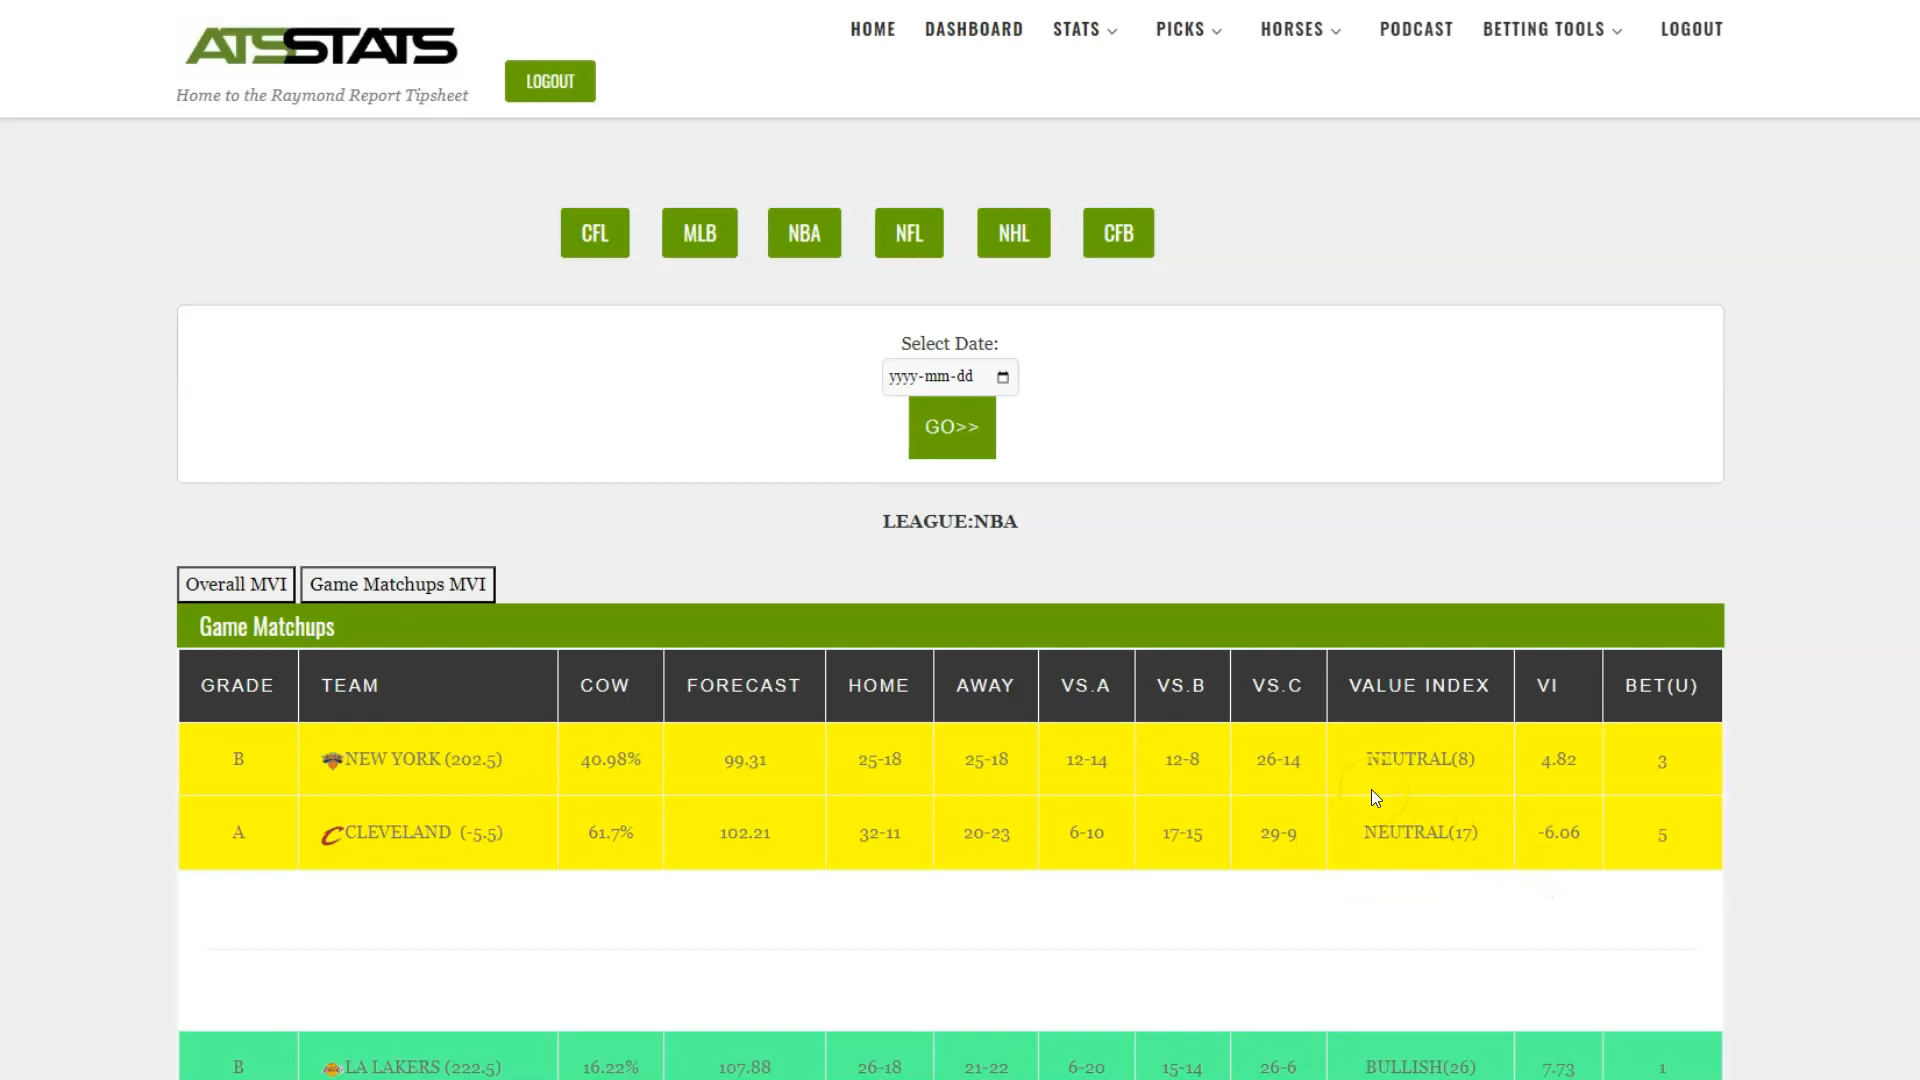 ATSSTATS
Home to the Raymond Report Tipsheet
LOGOUT
HOME DASHBOARD STATS PICKS HORSES PODCAST BETTING TOOLS LOGOUT
CFL MLB NBA NFL NHL CFB
Select Date:
yyyy-mm-dd
GO>>
LEAGUE:NBA
Overall MVI Game Matchups MVI
Game Matchups
GRADE TEAM COW FORECAST HOME AWAY VS.A VS.B VS.C VALUE INDEX VI BET(U)
B NEW YORK (202.5) 40.98% 99.31 25-18 25-18 12-14 12-8 26-14 NEUTRAL(8) 4.82 3
A CLEVELAND (-5.5) 61.7% 102.21 32-11 20-23 6-10 17-15 29-9 NEUTRAL(17) -6.06 5
B LA LAKERS (222.5) 16.22% 107.88 26-18 21-22 6-20 15-14 26-6 BULLISH(26) 7.73 1